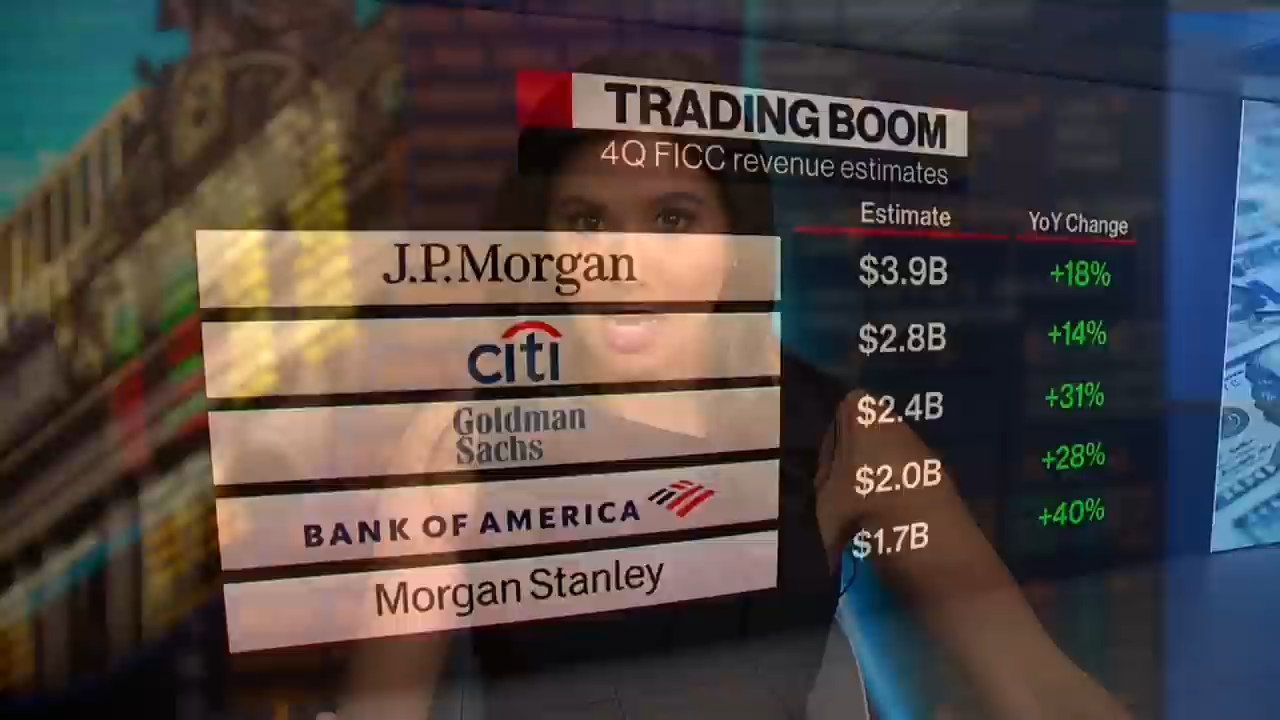 TRADING BOOM
4Q FICC revenue estimates
Estimate YoY Change
J.P.Morgan $3.9B +18%
citi $2.8B +14%
Goldman
Sachs $2.4B +31%
BANK OF AMERICA $2.0B +28%
Morgan Stanley $1.7B +40%